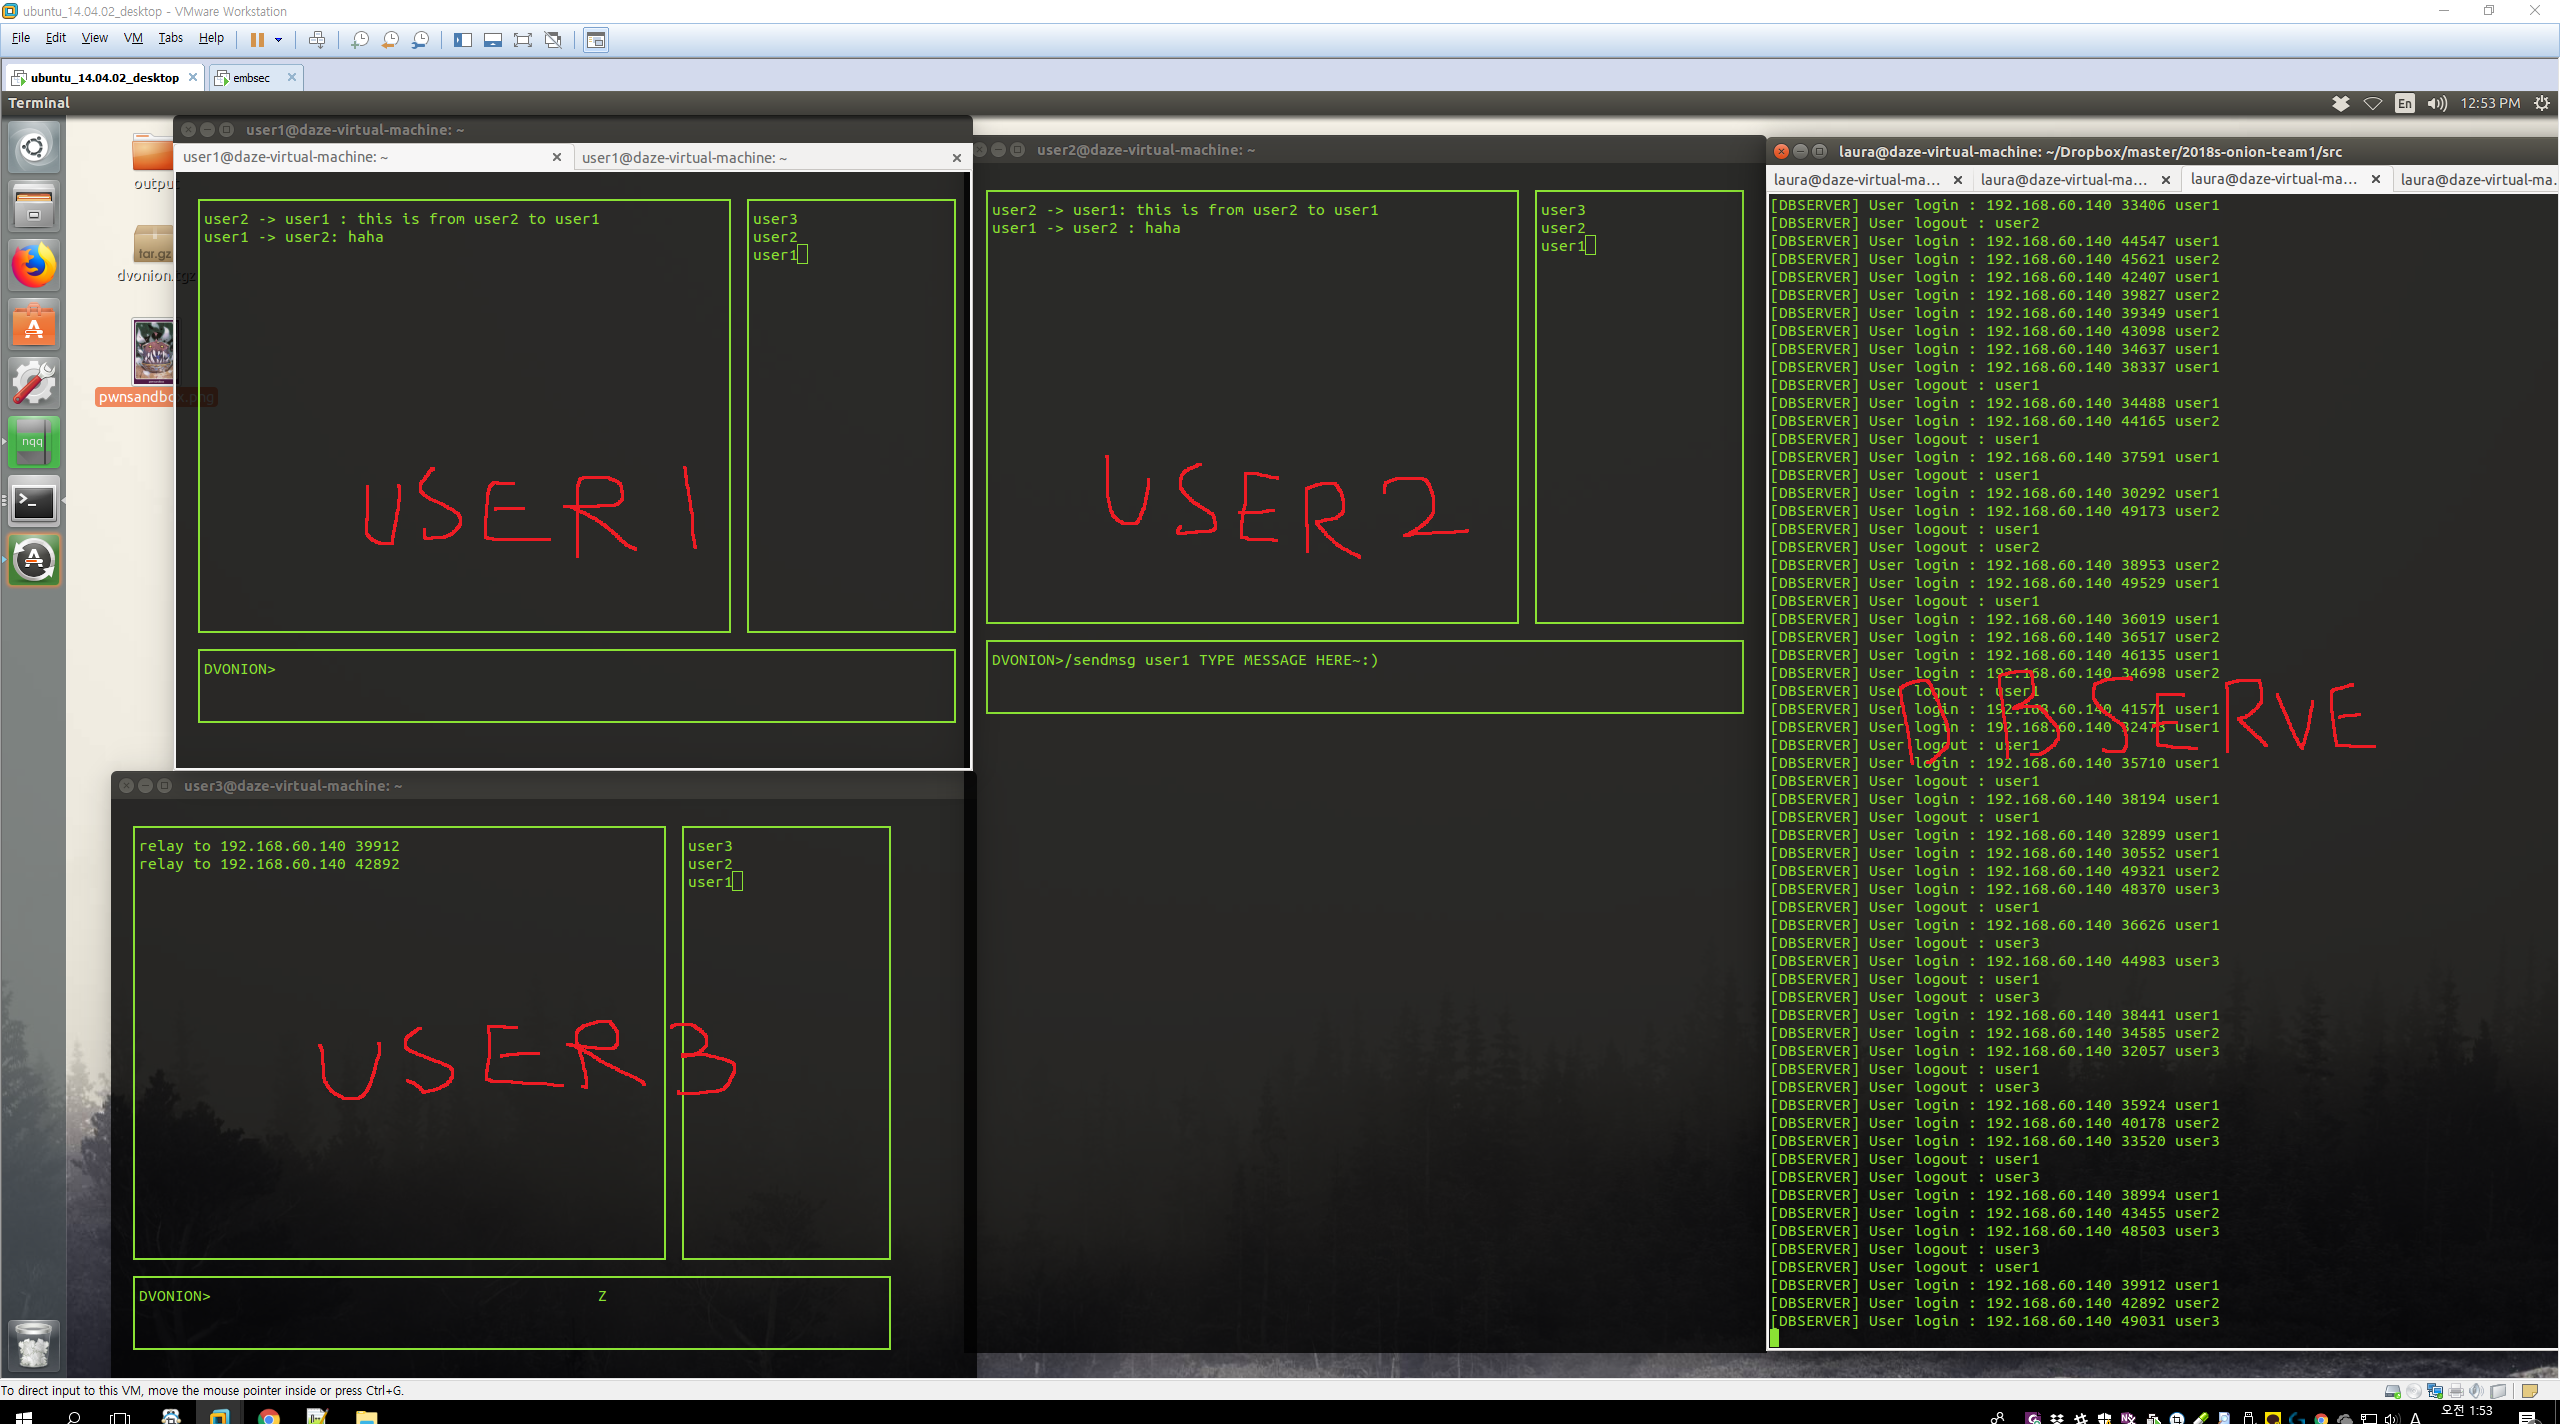 ubuntu_14.04.02_desktop - VMware Workstation
File Edit View VM Tabs Help
ubuntu_14.04.02_desktop embsec
Terminal En 12:53 PM
user1@daze-virtual-machine: ~
user1@daze-virtual-machine: ~ user1@daze-virtual-machine: ~
output
tar.gz
dvonion.tgz
pwnsandbox.png
nqq
user2 -> user1 : this is from user2 to user1
user1 -> user2: haha
user3
user2
user1
USER1
DVONION>
user2@daze-virtual-machine: ~
user2 -> user1: this is from user2 to user1
user1 -> user2 : haha
user3
user2
user1
USER2
DVONION>/sendmsg user1 TYPE MESSAGE HERE~:)
user3@daze-virtual-machine: ~
relay to 192.168.60.140 39912
relay to 192.168.60.140 42892
user3
user2
user1
USER3
DVONION> Z
laura@daze-virtual-machine: ~/Dropbox/master/2018s-onion-team1/src
laura@daze-virtual-ma... laura@daze-virtual-ma... laura@daze-virtual-ma... laura@daze-virtual-ma...
[DBSERVER] User login : 192.168.60.140 33406 user1
[DBSERVER] User logout : user2
[DBSERVER] User login : 192.168.60.140 44547 user1
[DBSERVER] User login : 192.168.60.140 45621 user2
[DBSERVER] User login : 192.168.60.140 42407 user1
[DBSERVER] User login : 192.168.60.140 39827 user2
[DBSERVER] User login : 192.168.60.140 39349 user1
[DBSERVER] User login : 192.168.60.140 43098 user2
[DBSERVER] User login : 192.168.60.140 34637 user1
[DBSERVER] User login : 192.168.60.140 38337 user1
[DBSERVER] User logout : user1
[DBSERVER] User login : 192.168.60.140 34488 user1
[DBSERVER] User login : 192.168.60.140 44165 user2
[DBSERVER] User logout : user1
[DBSERVER] User login : 192.168.60.140 37591 user1
[DBSERVER] User logout : user1
[DBSERVER] User login : 192.168.60.140 30292 user1
[DBSERVER] User login : 192.168.60.140 49173 user2
[DBSERVER] User logout : user1
[DBSERVER] User logout : user2
[DBSERVER] User login : 192.168.60.140 38953 user2
[DBSERVER] User login : 192.168.60.140 49529 user1
[DBSERVER] User logout : user1
[DBSERVER] User login : 192.168.60.140 36019 user1
[DBSERVER] User login : 192.168.60.140 36517 user2
[DBSERVER] User login : 192.168.60.140 46135 user1
[DBSERVER] User login : 192.168.60.140 34698 user2
[DBSERVER] User logout : user1
[DBSERVER] User login : 192.168.60.140 41571 user1
[DBSERVER] User login : 192.168.60.140 32473 user1
[DBSERVER] User logout : user1
DBSERVE
[DBSERVER] User login : 192.168.60.140 35710 user1
[DBSERVER] User logout : user1
[DBSERVER] User login : 192.168.60.140 38194 user1
[DBSERVER] User logout : user1
[DBSERVER] User login : 192.168.60.140 32899 user1
[DBSERVER] User login : 192.168.60.140 30552 user1
[DBSERVER] User login : 192.168.60.140 49321 user2
[DBSERVER] User login : 192.168.60.140 48370 user3
[DBSERVER] User logout : user1
[DBSERVER] User login : 192.168.60.140 36626 user1
[DBSERVER] User logout : user3
[DBSERVER] User login : 192.168.60.140 44983 user3
[DBSERVER] User logout : user1
[DBSERVER] User logout : user3
[DBSERVER] User login : 192.168.60.140 38441 user1
[DBSERVER] User login : 192.168.60.140 34585 user2
[DBSERVER] User login : 192.168.60.140 32057 user3
[DBSERVER] User logout : user1
[DBSERVER] User logout : user3
[DBSERVER] User login : 192.168.60.140 35924 user1
[DBSERVER] User login : 192.168.60.140 40178 user2
[DBSERVER] User login : 192.168.60.140 33520 user3
[DBSERVER] User logout : user1
[DBSERVER] User logout : user3
[DBSERVER] User login : 192.168.60.140 38994 user1
[DBSERVER] User login : 192.168.60.140 43455 user2
[DBSERVER] User login : 192.168.60.140 48503 user3
[DBSERVER] User logout : user3
[DBSERVER] User logout : user1
[DBSERVER] User login : 192.168.60.140 39912 user1
[DBSERVER] User login : 192.168.60.140 42892 user2
[DBSERVER] User login : 192.168.60.140 49031 user3
To direct input to this VM, move the mouse pointer inside or press Ctrl+G.
A 오전 1:53